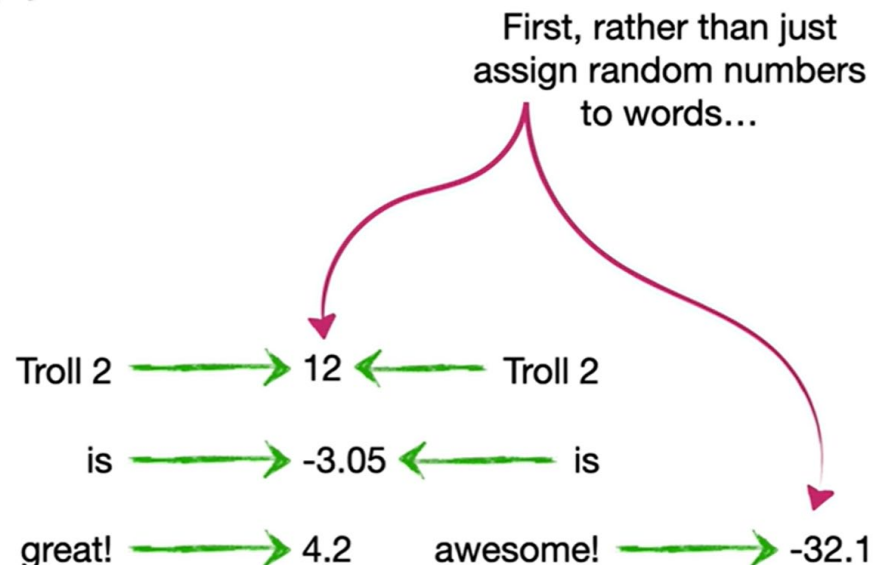 First, rather than just
assign random numbers
to words...
Troll 2 12 Troll 2
is -3.05 is
great! 4.2 awesome! -32.1